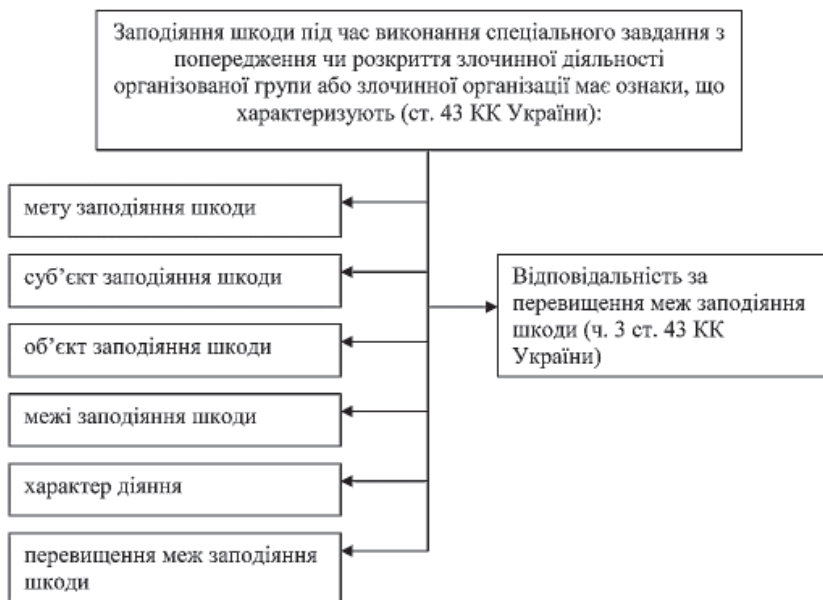 Заподіяння шкоди під час виконання спеціального завдання з
попередження чи розкриття злочинної діяльності
організованої групи або злочинної організації має ознаки, що
характеризують (ст. 43 КК України):
мету заподіяння шкоди
суб’єкт заподіяння шкоди
об’єкт заподіяння шкоди
межі заподіяння шкоди
характер діяння
перевищення меж заподіяння
шкоди
Відповідальність за
перевищення меж заподіяння
шкоди (ч. 3 ст. 43 КК
України)